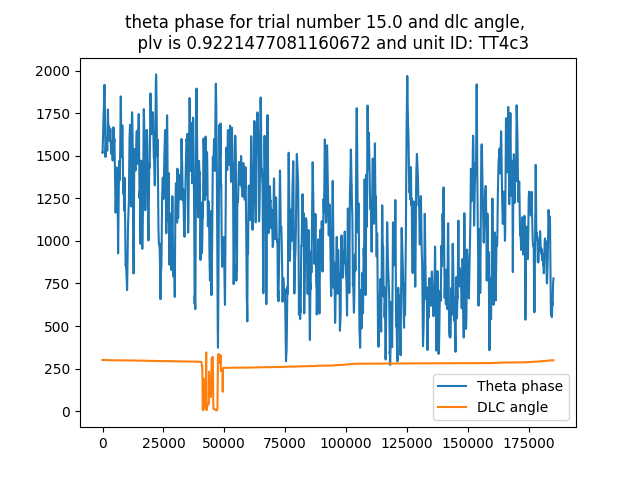 theta phase for trial number 15.0 and dlc angle,
plv is 0.9221477081160672 and unit ID: TT4c3
2000
1750
1500
1250
1000
750
500
250
0
Theta phase
DLC angle
0 25000 50000 75000 100000 125000 150000 175000